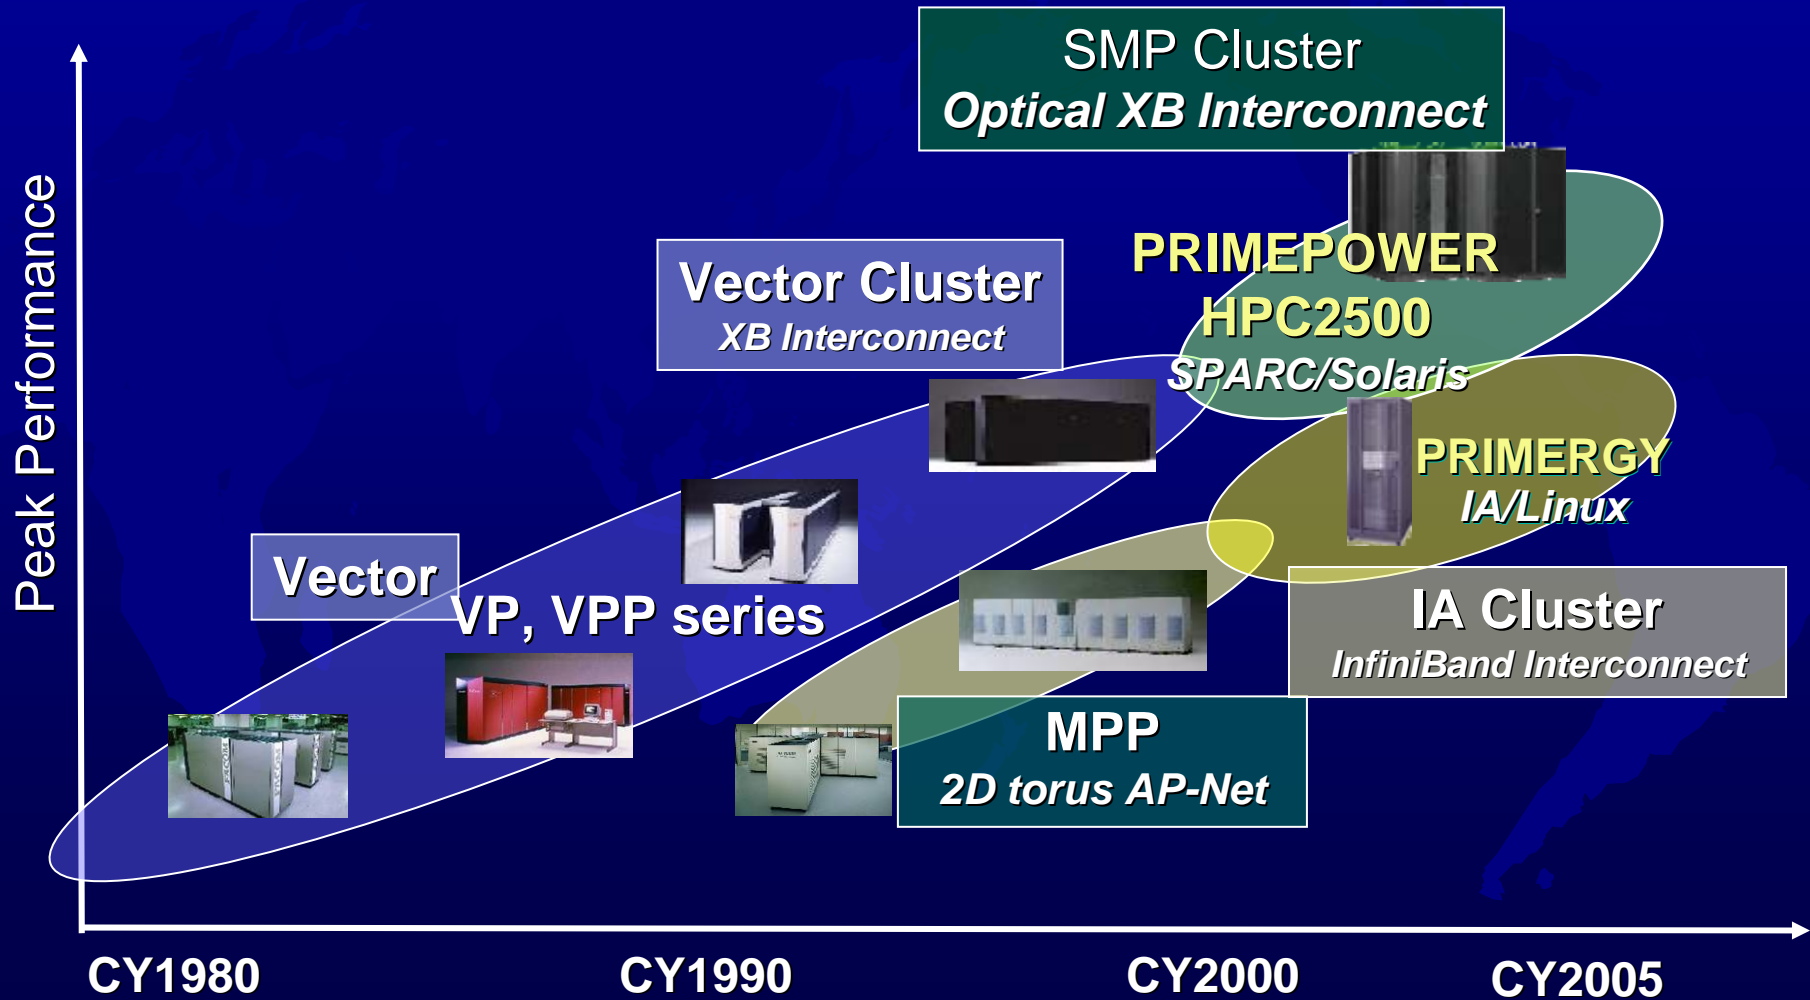 SMP Cluster
Optical XB Interconnect
Peak Performance
Vector Cluster
XB Interconnect
PRIMEPOWER
HPC2500
SPARC/Solaris
PRIMERGY
IA/Linux
Vector
VP, VPP series
IA Cluster
InfiniBand Interconnect
MPP
2D torus AP-Net
FACOM
CY1980
CY1990
CY2000
CY2005